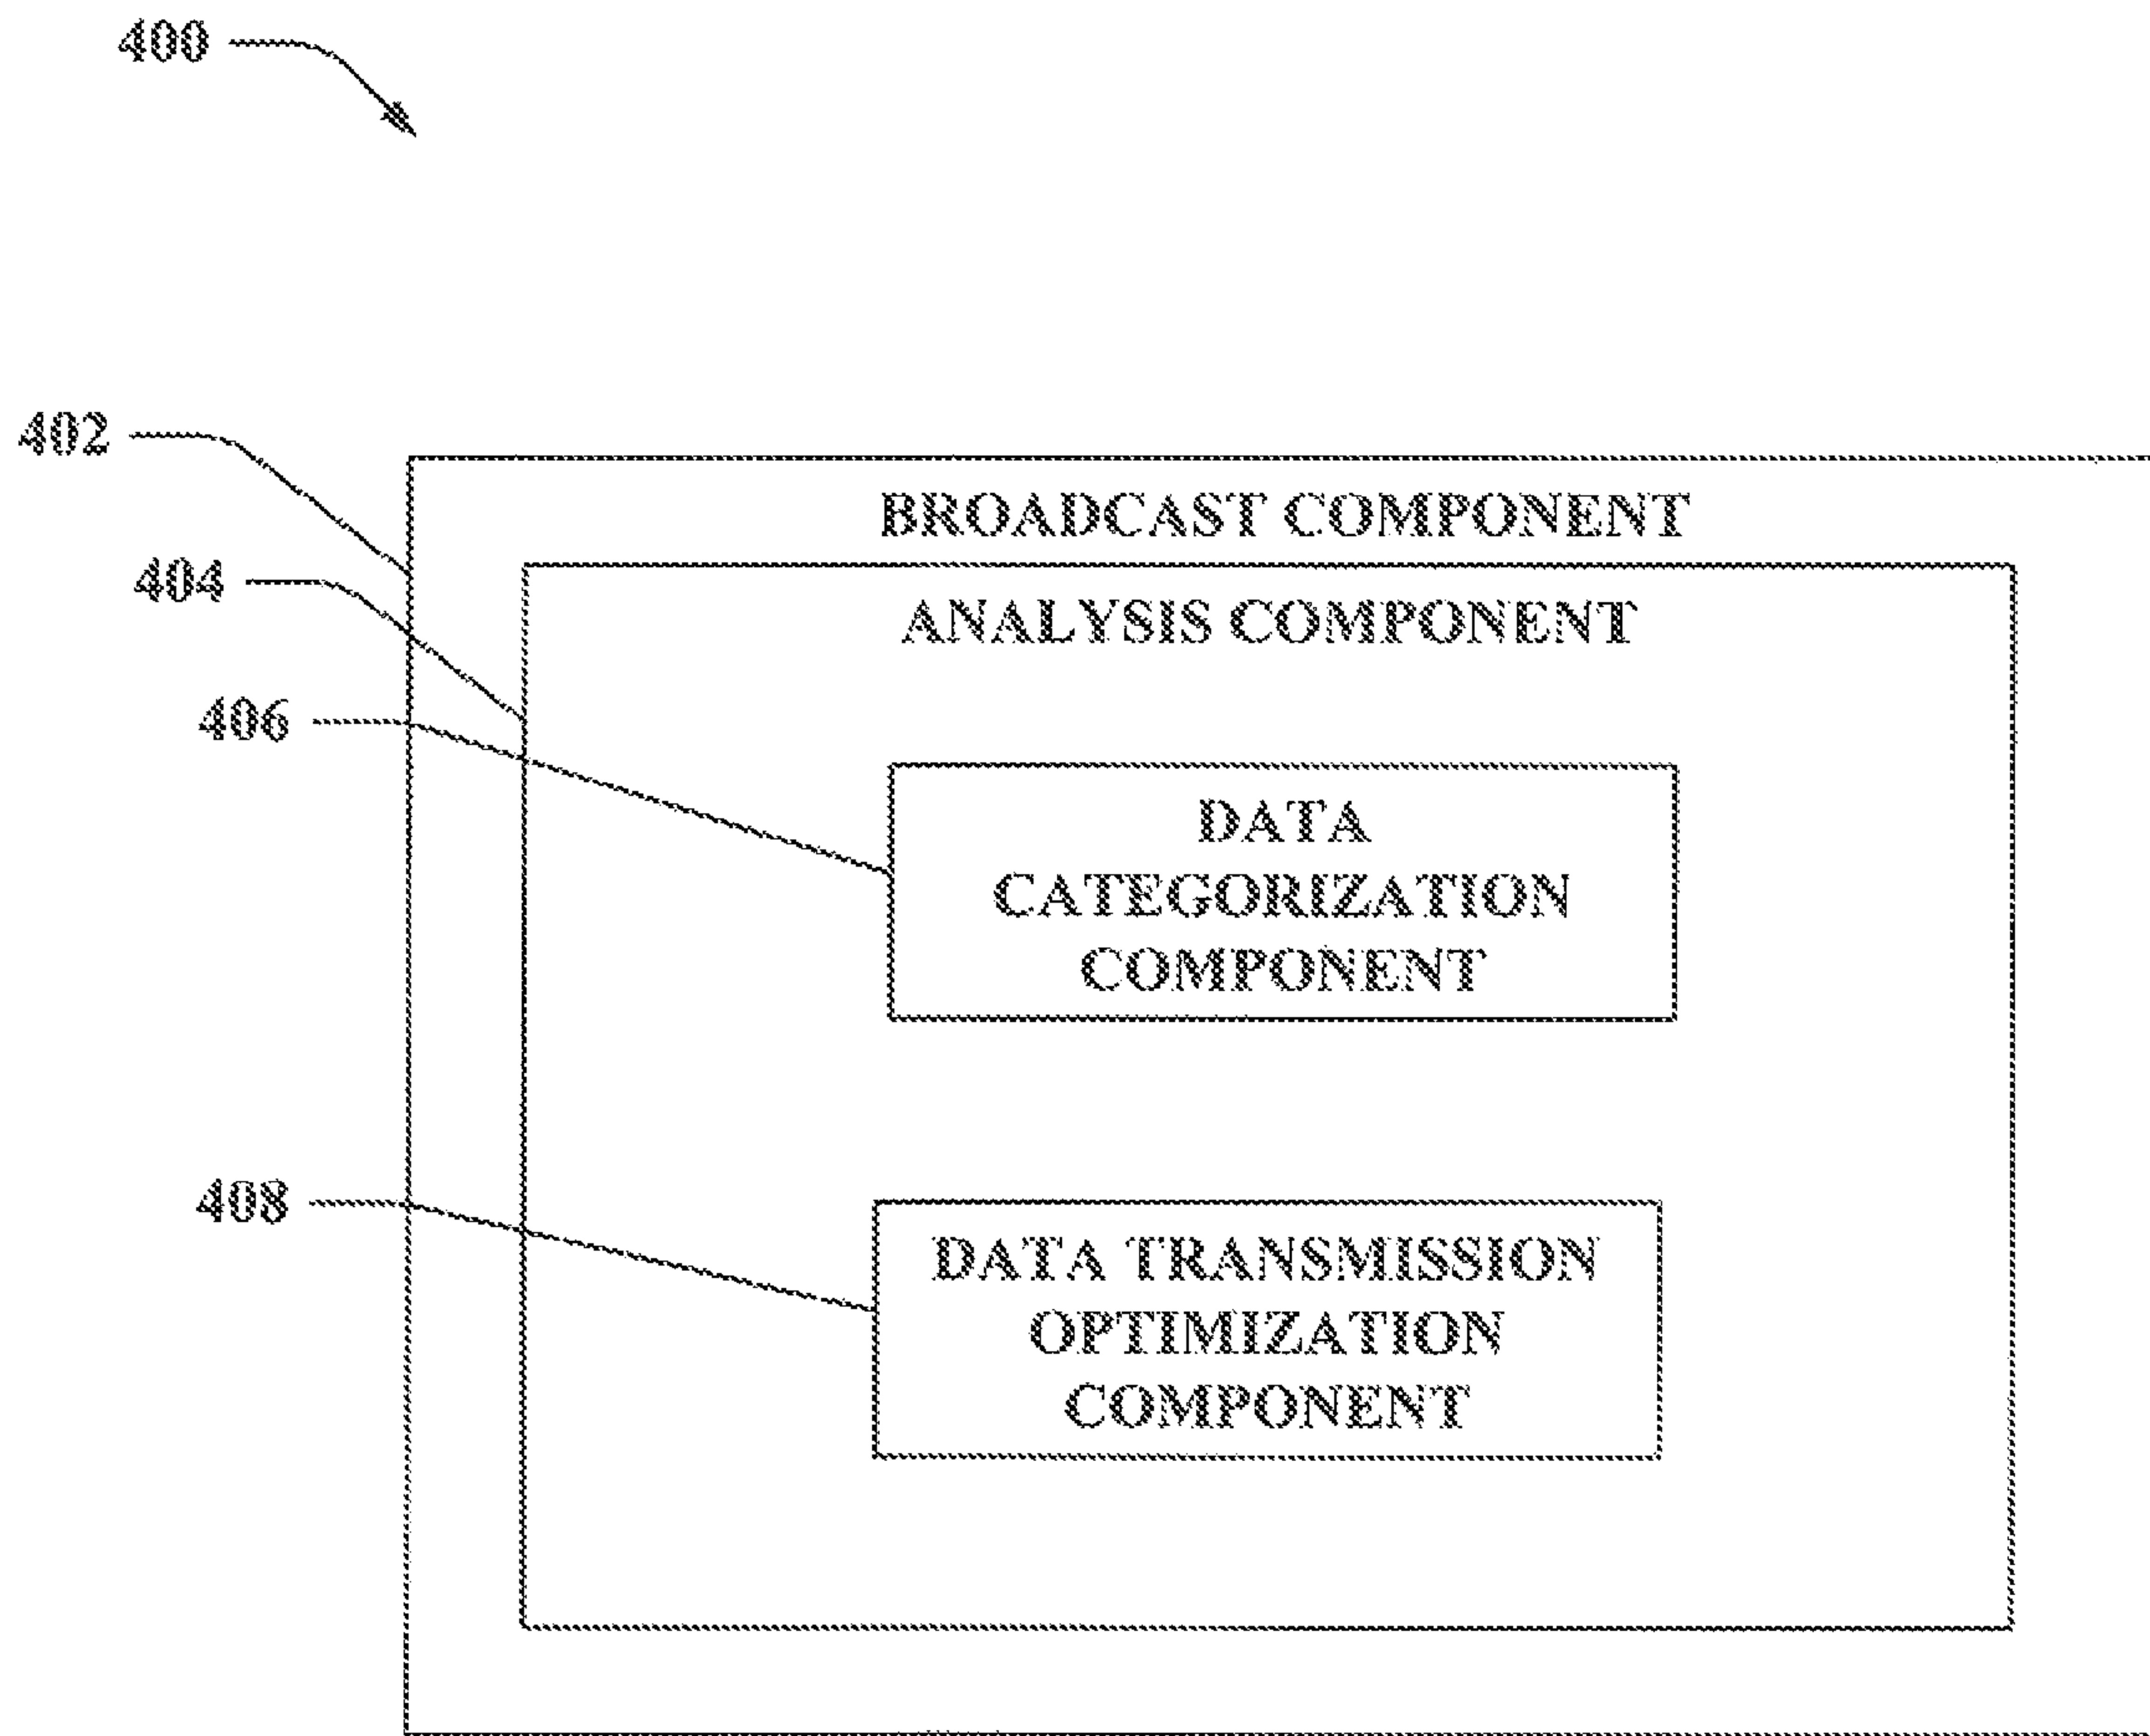 400
402
BROADCAST COMPONENT
404
ANALYSIS COMPONENT
406
DATA
CATEGORIZATION
COMPONENT
408
DATA TRANSMISSION
OPTIMIZATION
COMPONENT